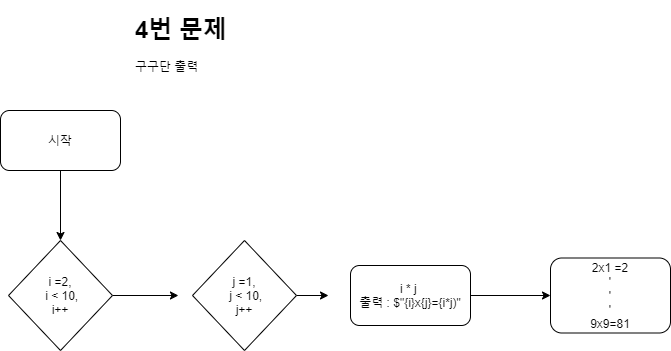 4번 문제
구구단 출력
시작
i =2,
i < 10,
i++
j =1,
j < 10,
j++
i * j
출력 : $"{i}x{j}={i*j)"
2x1 =2
'
'
'
9x9=81